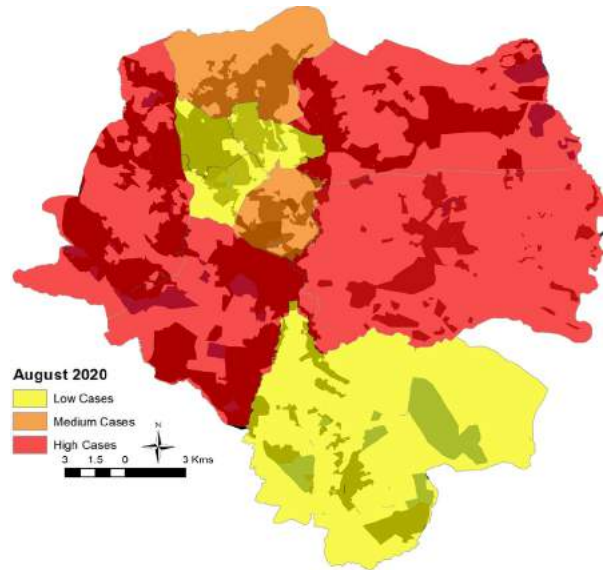 August 2020
Low Cases
Medium Cases
High Cases
N
3 1.5 0 3 Kms